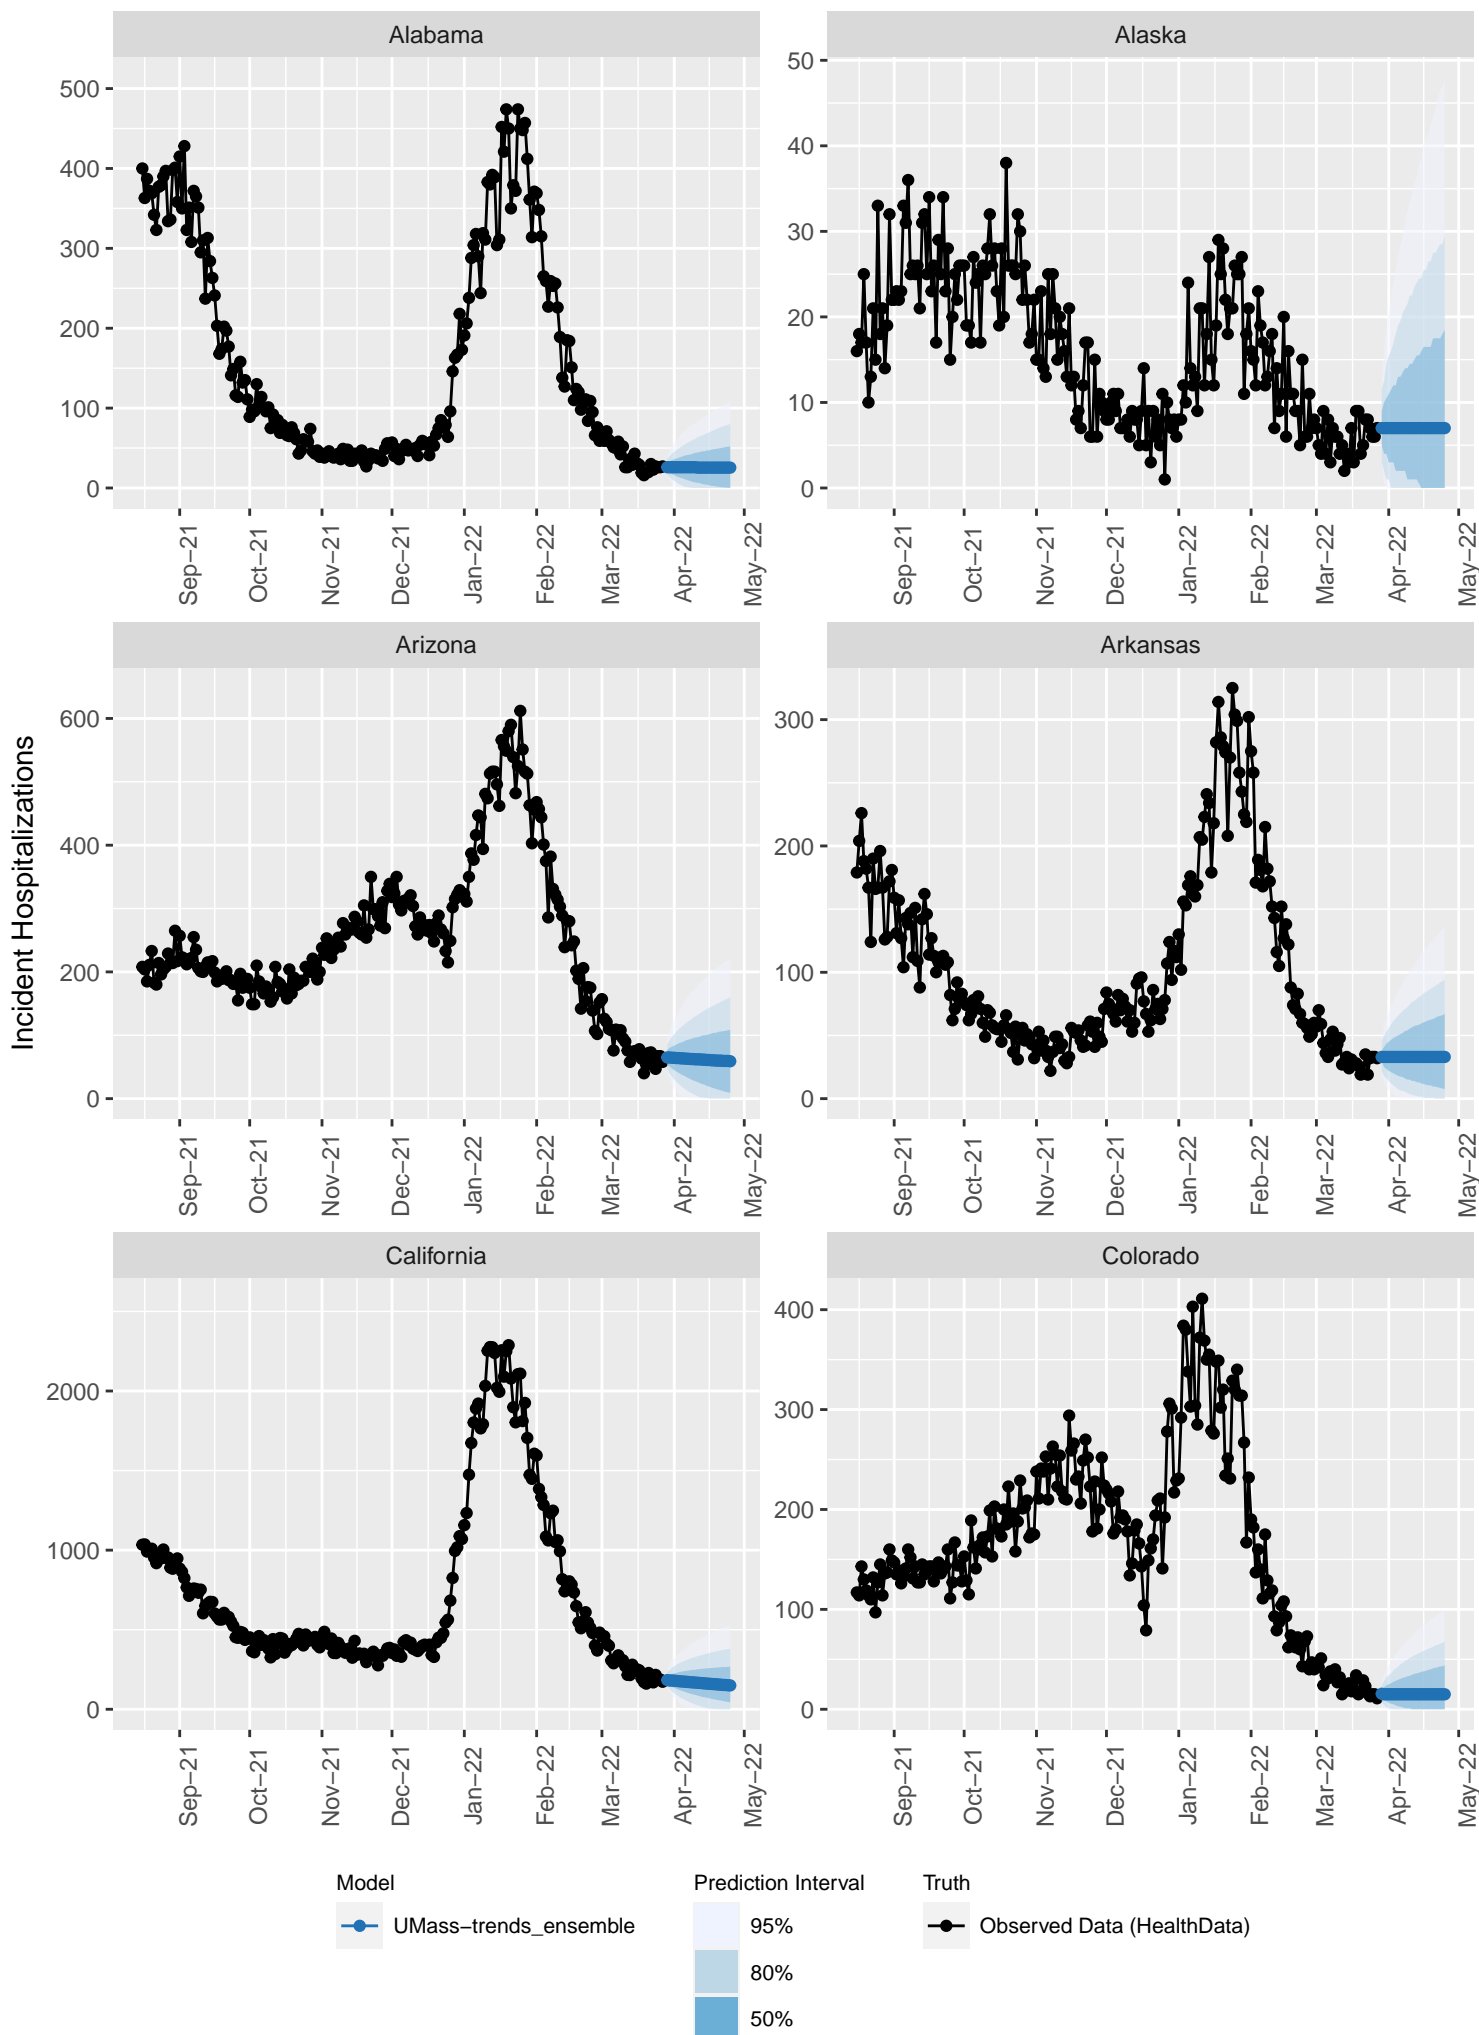 Alabama
Alaska
500
400
300
200
100
0
50
40
30
20
10
0
Sep−21
Oct−21
Nov−21
Dec−21
Jan−22
Feb−22
Mar−22
Apr−22
May−22
Sep−21
Oct−21
Nov−21
Dec−21
Jan−22
Feb−22
Mar−22
Apr−22
May−22
Incident Hospitalizations
Arizona
Arkansas
600
400
200
0
300
200
100
0
Sep−21
Oct−21
Nov−21
Dec−21
Jan−22
Feb−22
Mar−22
Apr−22
May−22
Sep−21
Oct−21
Nov−21
Dec−21
Jan−22
Feb−22
Mar−22
Apr−22
May−22
California
Colorado
2000
1000
0
400
300
200
100
0
Sep−21
Oct−21
Nov−21
Dec−21
Jan−22
Feb−22
Mar−22
Apr−22
May−22
Sep−21
Oct−21
Nov−21
Dec−21
Jan−22
Feb−22
Mar−22
Apr−22
May−22
Model
UMass−trends_ensemble
Prediction Interval
95%
80%
50%
Truth
Observed Data (HealthData)